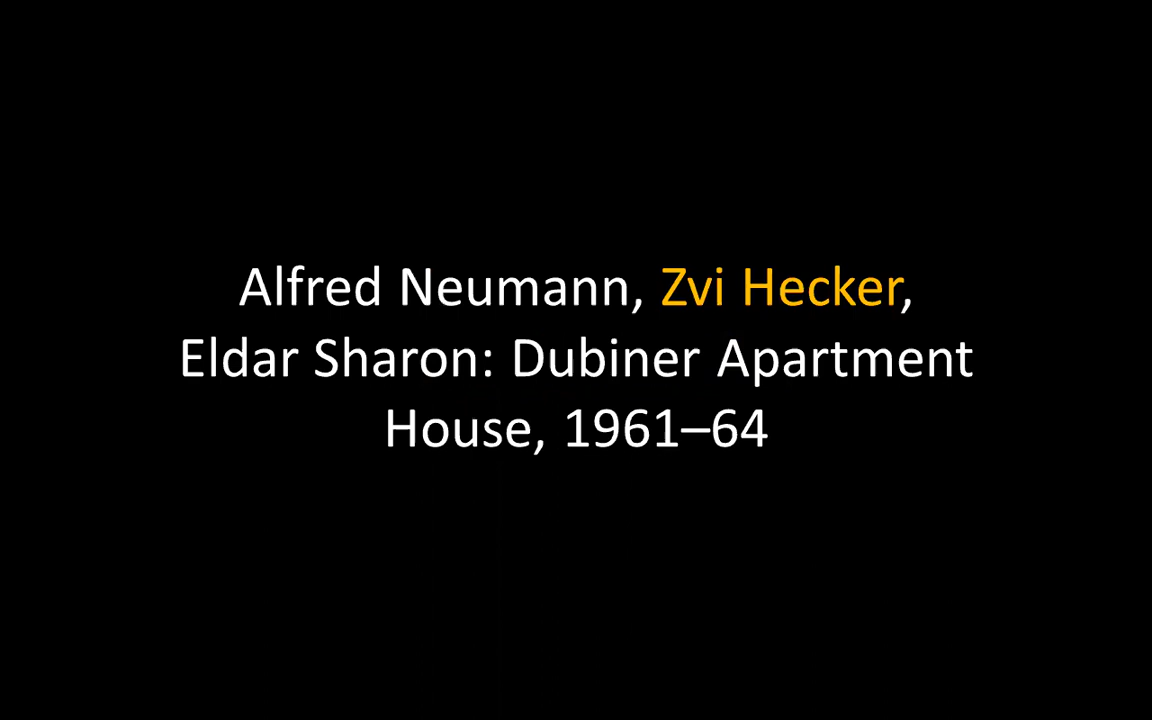 Alfred Neumann, Zvi Hecker,
Eldar Sharon: Dubiner Apartment
House, 1961–64